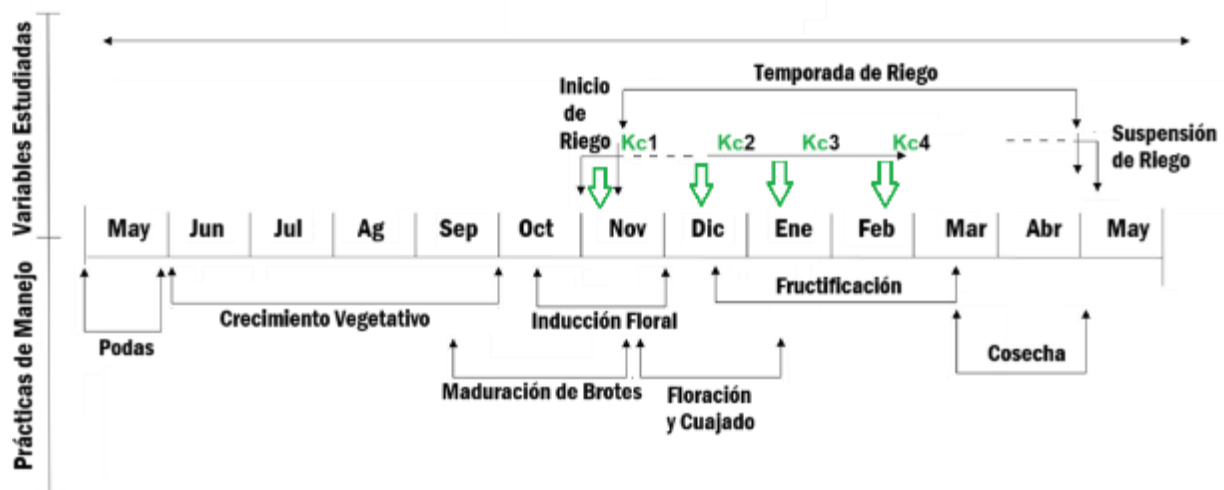 Variables Estudiadas
Temporada de Riego
Inicio
de
Riego
Kc1
Kc2
Kc3
Kc4
Suspensión
de Riego
May Jun Jul Ag Sep Oct Nov Dic Ene Feb Mar Abr May
Prácticas de Manejo
Podas
Crecimiento Vegetativo
Inducción Floral
Fructificación
Maduración de Brotes
Floración
y Cuajado
Cosecha